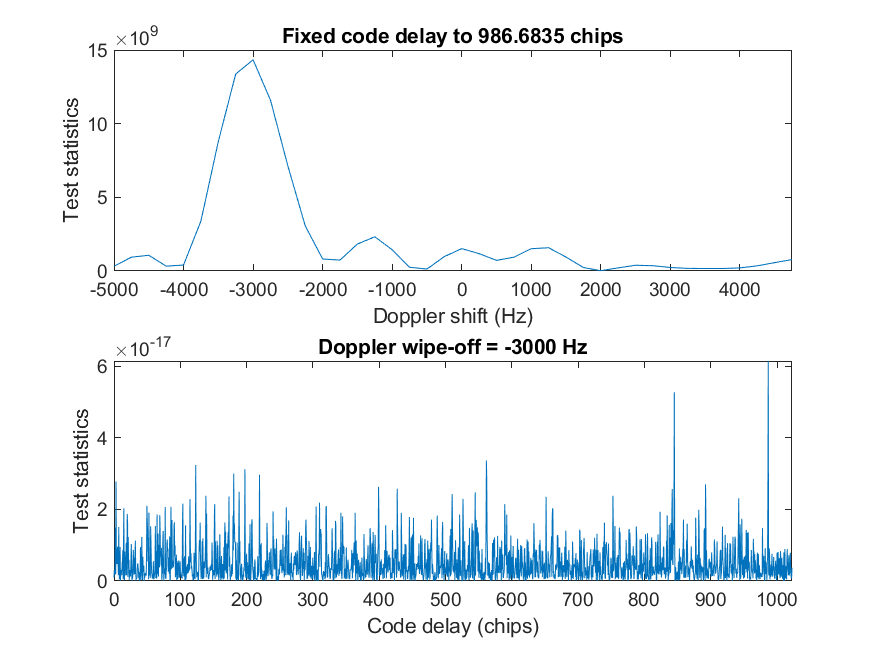 Fixed code delay to 986.6835 chips
×10^9
15
10
5
0
Test statistics
-5000 -4000 -3000 -2000 -1000 0 1000 2000 3000 4000
Doppler shift (Hz)
Doppler wipe-off = -3000 Hz
×10^-17
6
4
2
0
Test statistics
0 100 200 300 400 500 600 700 800 900 1000
Code delay (chips)